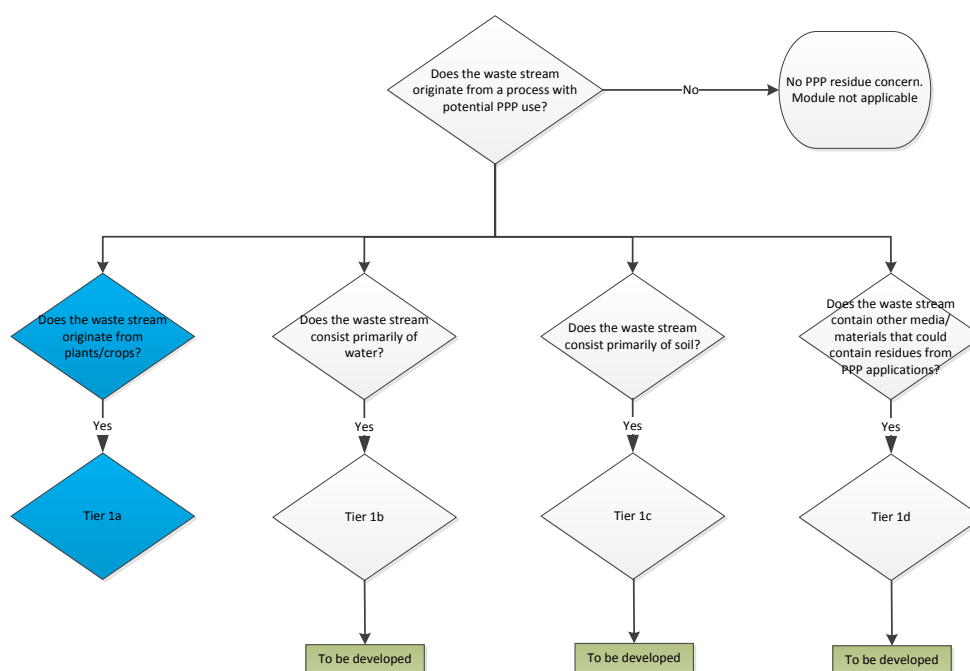 Does the waste stream
originate from a process with
potential PPP use?
No
No PPP residue concern.
Module not applicable
Does the waste stream
originate from
plants/crops?
Does the waste stream
consist primarily of
water?
Does the waste stream
consist primarily of soil?
Does the waste stream
contain other media/
materials that could
contain residues from
PPP applications?
Yes
Yes
Yes
Yes
Tier 1a
Tier 1b
Tier 1c
Tier 1d
To be developed
To be developed
To be developed